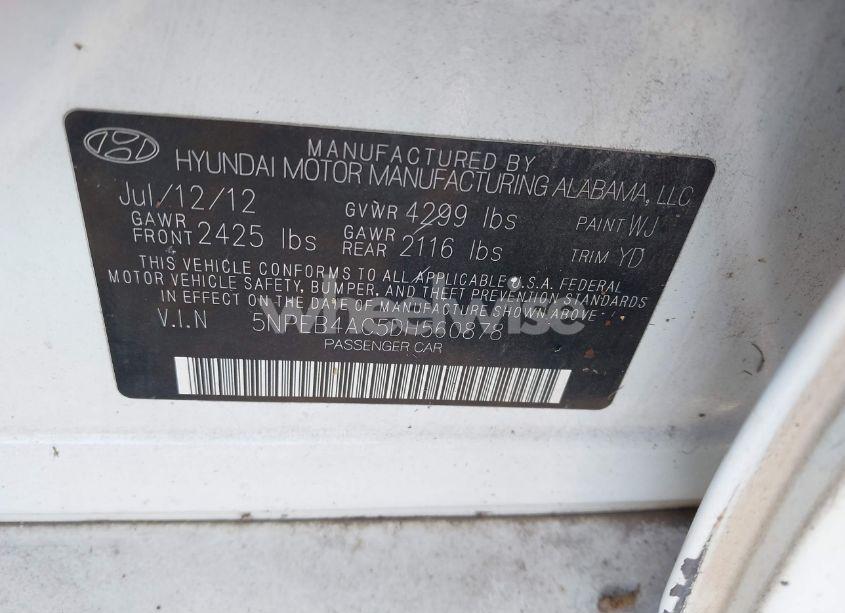 MANUFACTURED BY
HYUNDAI MOTOR MANUFACTURING ALABAMA, LLC
Jul/12/12 GVWR 4299 lbs PAINT WJ
GAWR FRONT 2425 lbs GAWR REAR 2116 lbs TRIM YD
THIS VEHICLE CONFORMS TO ALL APPLICABLE U.S.A. FEDERAL
MOTOR VEHICLE SAFETY, BUMPER, AND THEFT PREVENTION STANDARDS
IN EFFECT ON THE DATE OF MANUFACTURE SHOWN ABOVE
V.I.N 5NPEB4AC5DH560898
PASSENGER CAR